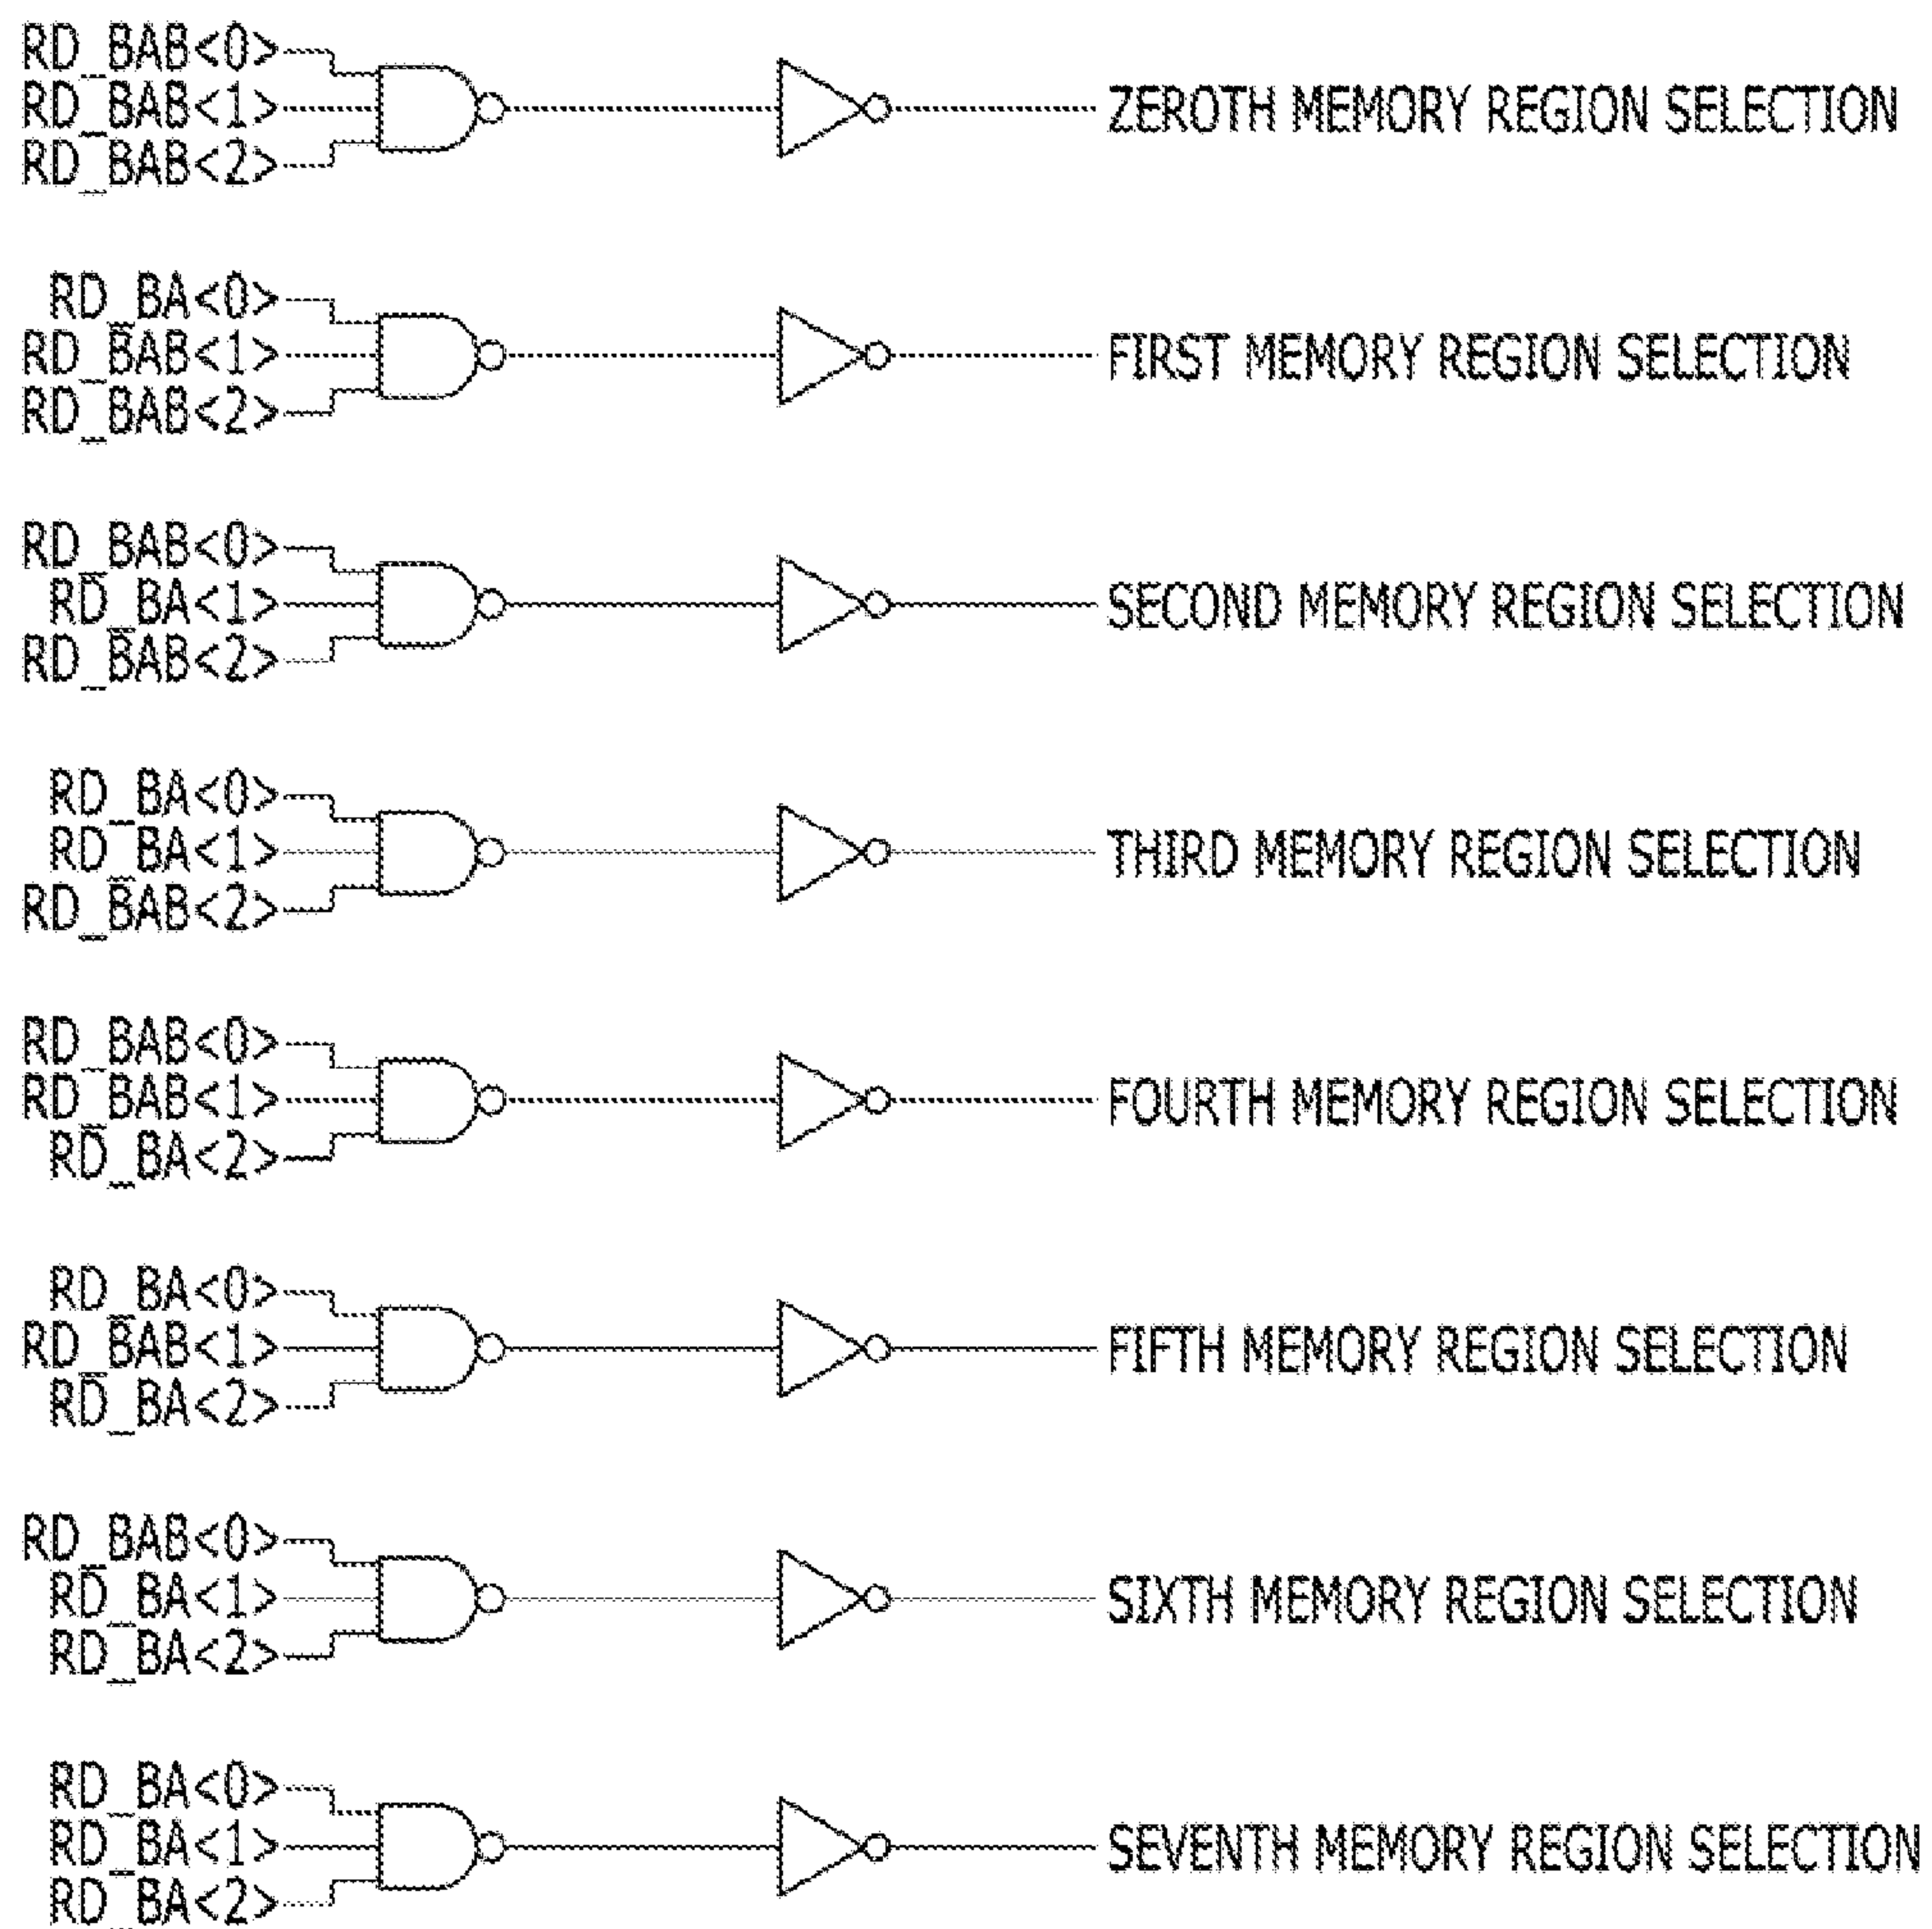 RD_BAB<0>
RD_BAB<1>
RD_BAB<2>
ZEROTH MEMORY REGION SELECTION
RD_BA<0>
RD_BAB<1>
RD_BAB<2>
FIRST MEMORY REGION SELECTION
RD_BAB<0>
RD_BA<1>
RD_BAB<2>
SECOND MEMORY REGION SELECTION
RD_BA<0>
RD_BA<1>
RD_BAB<2>
THIRD MEMORY REGION SELECTION
RD_BAB<0>
RD_BAB<1>
RD_BA<2>
FOURTH MEMORY REGION SELECTION
RD_BA<0>
RD_BAB<1>
RD_BA<2>
FIFTH MEMORY REGION SELECTION
RD_BAB<0>
RD_BA<1>
RD_BA<2>
SIXTH MEMORY REGION SELECTION
RD_BA<0>
RD_BA<1>
RD_BA<2>
SEVENTH MEMORY REGION SELECTION